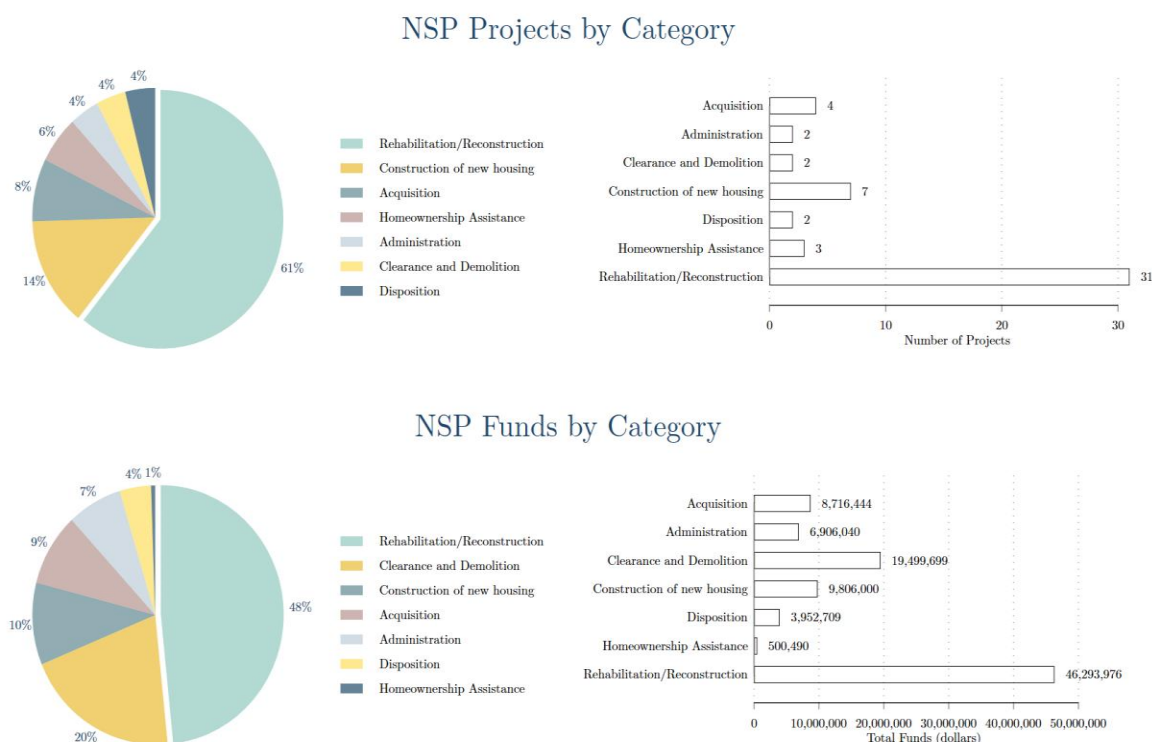 NSP Projects by Category
4%
4%
4%
6%
8%
14%
61%
Rehabilitation/Reconstruction
Construction of new housing
Acquisition
Homeownership Assistance
Administration
Clearance and Demolition
Disposition
Acquisition 4
Administration 2
Clearance and Demolition 2
Construction of new housing 7
Disposition 2
Homeownership Assistance 3
Rehabilitation/Reconstruction 31
0 10 20 30
Number of Projects
NSP Funds by Category
4% 1%
7%
9%
10%
20%
48%
Rehabilitation/Reconstruction
Clearance and Demolition
Construction of new housing
Acquisition
Administration
Disposition
Homeownership Assistance
Acquisition 8,716,444
Administration 6,906,040
Clearance and Demolition 19,499,699
Construction of new housing 9,806,000
Disposition 3,952,709
Homeownership Assistance 500,490
Rehabilitation/Reconstruction 46,293,976
0 10,000,000 20,000,000 30,000,000 40,000,000 50,000,000
Total Funds (dollars)